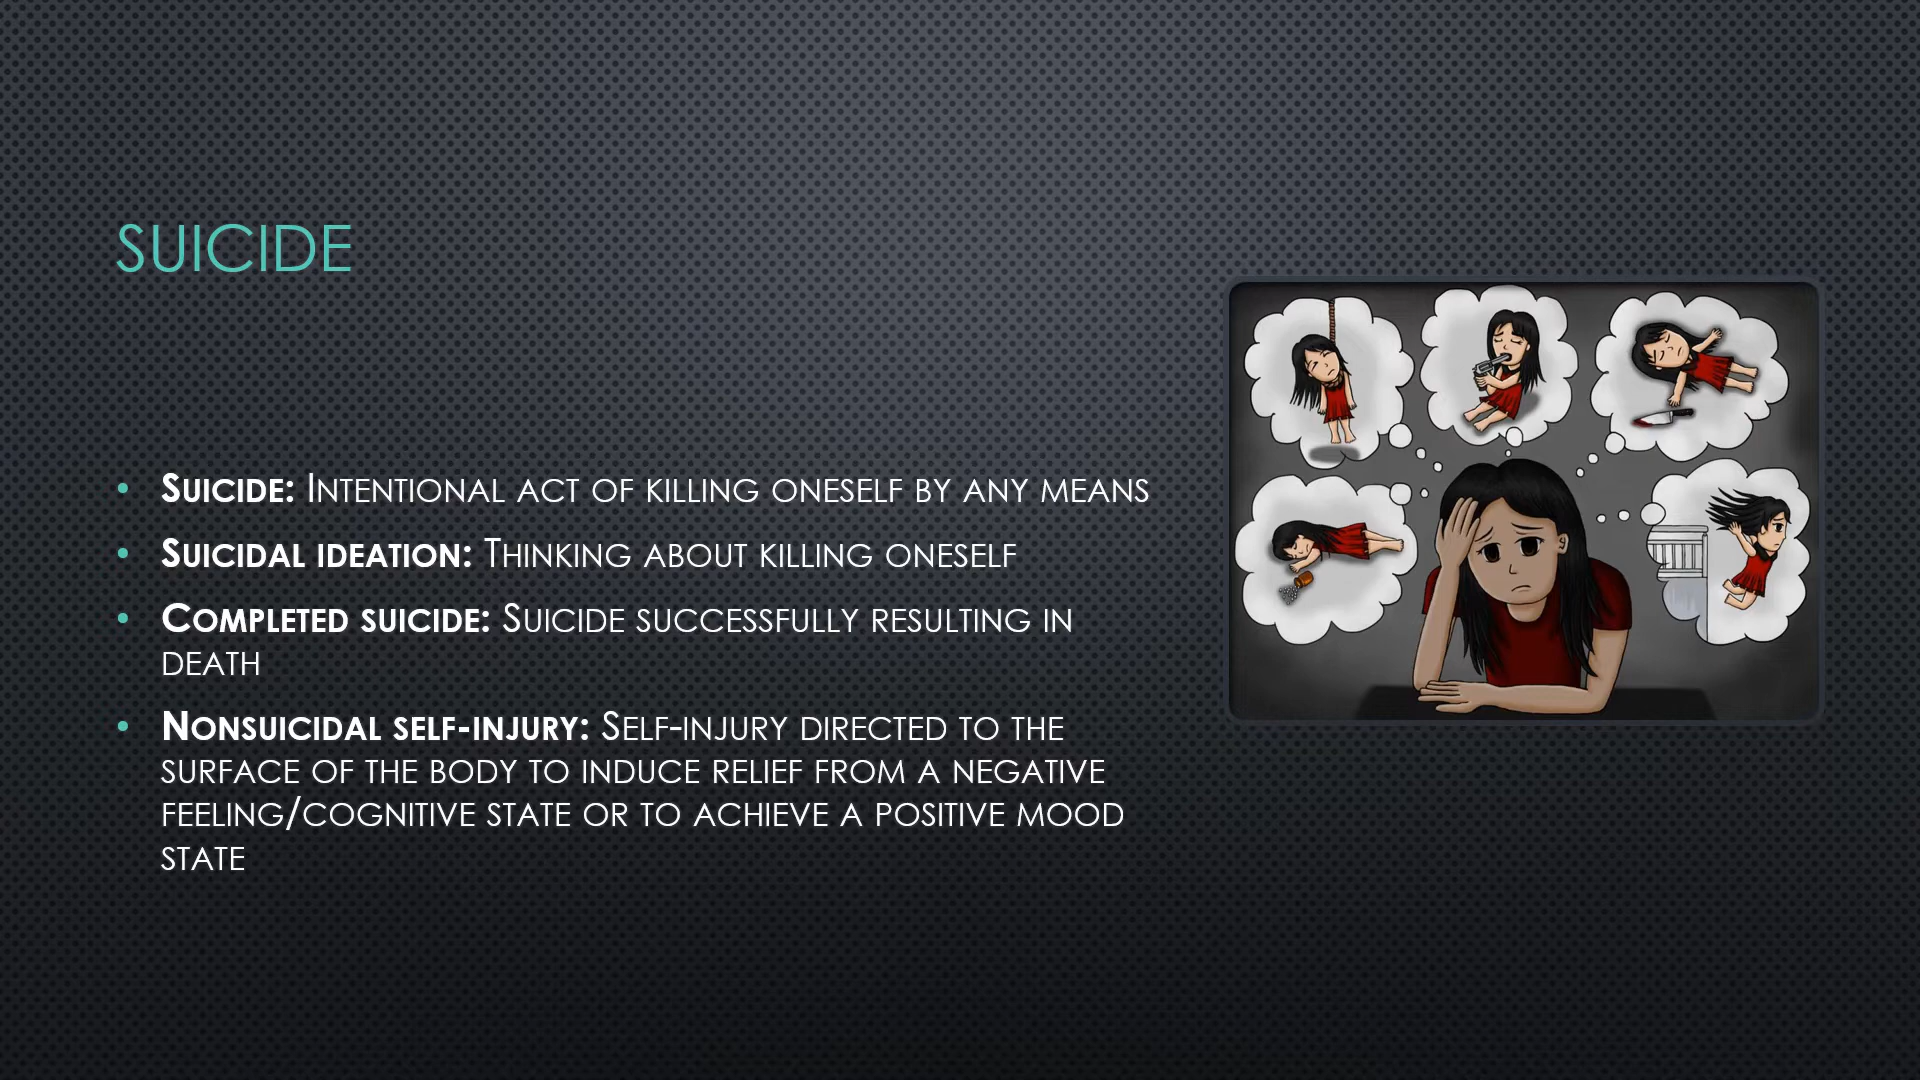 SUICIDE
• SUICIDE: INTENTIONAL ACT OF KILLING ONESELF BY ANY MEANS
• SUICIDAL IDEATION: THINKING ABOUT KILLING ONESELF
• COMPLETED SUICIDE: SUICIDE SUCCESSFULLY RESULTING IN
DEATH
• NONSUICIDAL SELF-INJURY: SELF-INJURY DIRECTED TO THE
SURFACE OF THE BODY TO INDUCE RELIEF FROM A NEGATIVE
FEELING/COGNITIVE STATE OR TO ACHIEVE A POSITIVE MOOD
STATE